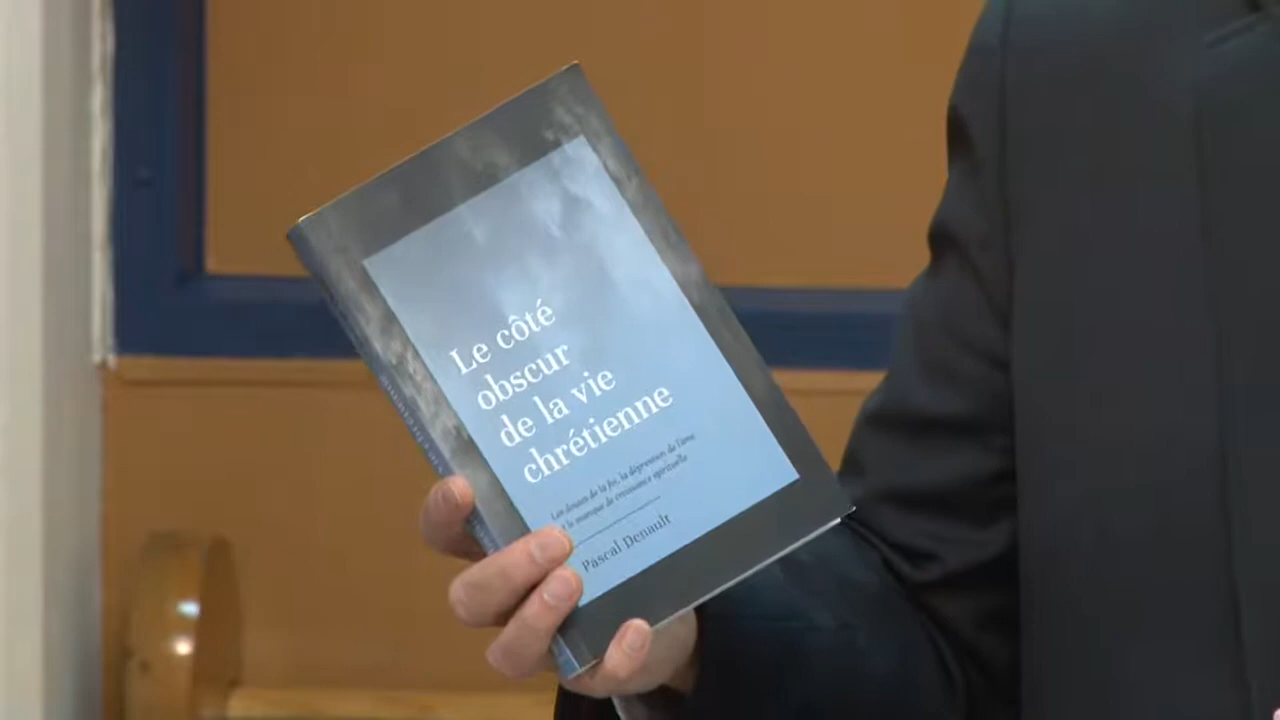 Le côté
obscur
de la vie
chrétienne
Les doutes de la foi, la dépression de l'âme
le manque de croissance spirituelle
Pascal Denault